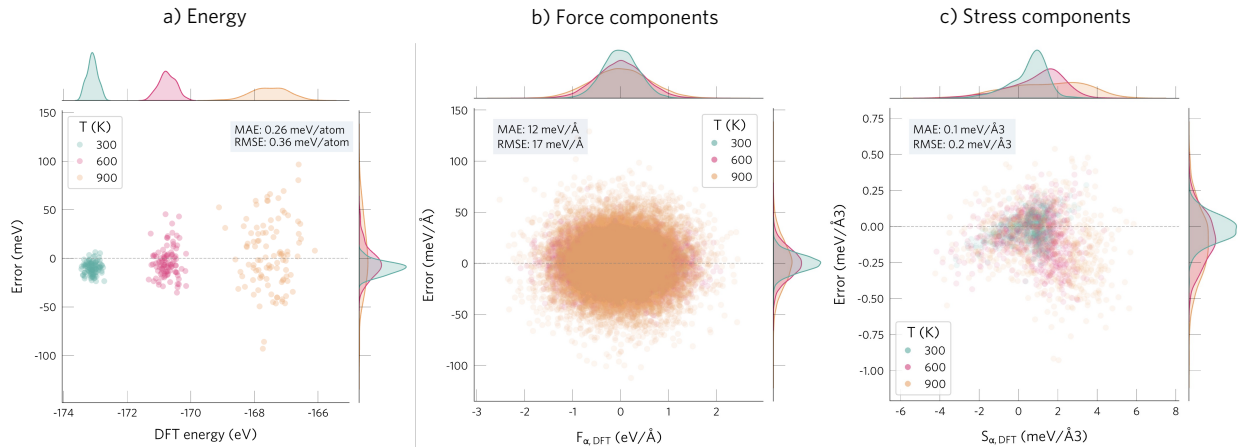 a) Energy
b) Force components
c) Stress components
T (K)
300
600
900
MAE: 0.26 meV/atom
RMSE: 0.36 meV/atom
150
100
50
0
-50
-100
Error (meV)
-174
-172
-170
-168
-166
DFT energy (eV)
MAE: 12 meV/Å
RMSE: 17 meV/Å
T (K)
300
600
900
150
100
50
0
-50
-100
Error (meV/Å)
-3
-2
-1
0
1
2
F α, DFT (eV/Å)
MAE: 0.1 meV/Å3
RMSE: 0.2 meV/Å3
0.75
0.50
0.25
0.00
-0.25
-0.50
-0.75
-1.00
Error (meV/Å3)
T (K)
300
600
900
-6
-4
-2
0
2
4
6
8
S α, DFT (meV/Å3)